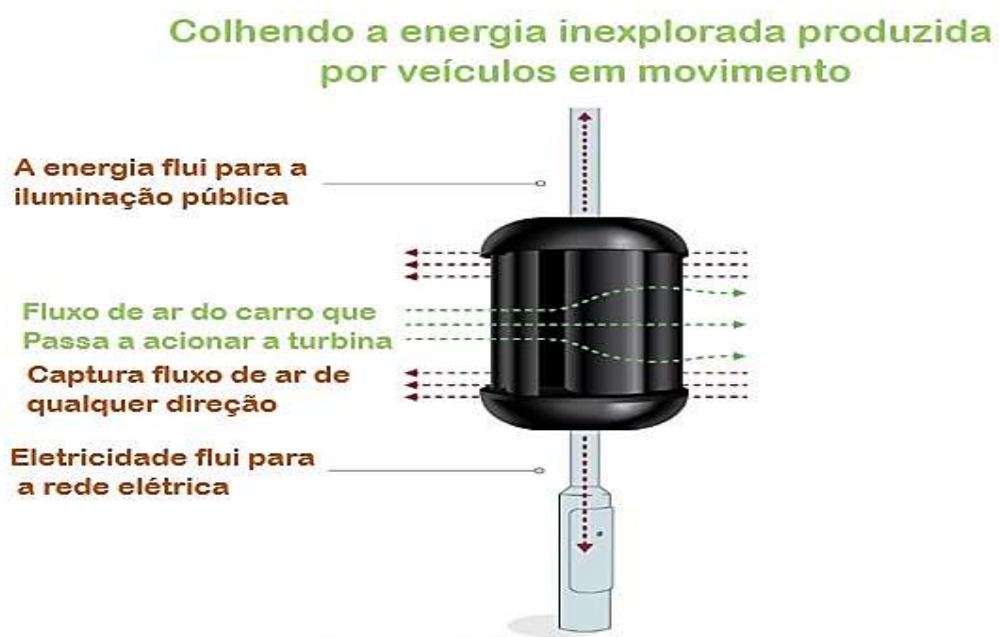 Colhendo a energia inexplorada produzida
por veículos em movimento
A energia flui para a
iluminação pública
Fluxo de ar do carro que
Passa a acionar a turbina
Captura fluxo de ar de
qualquer direção
Eletricidade flui para
a rede elétrica